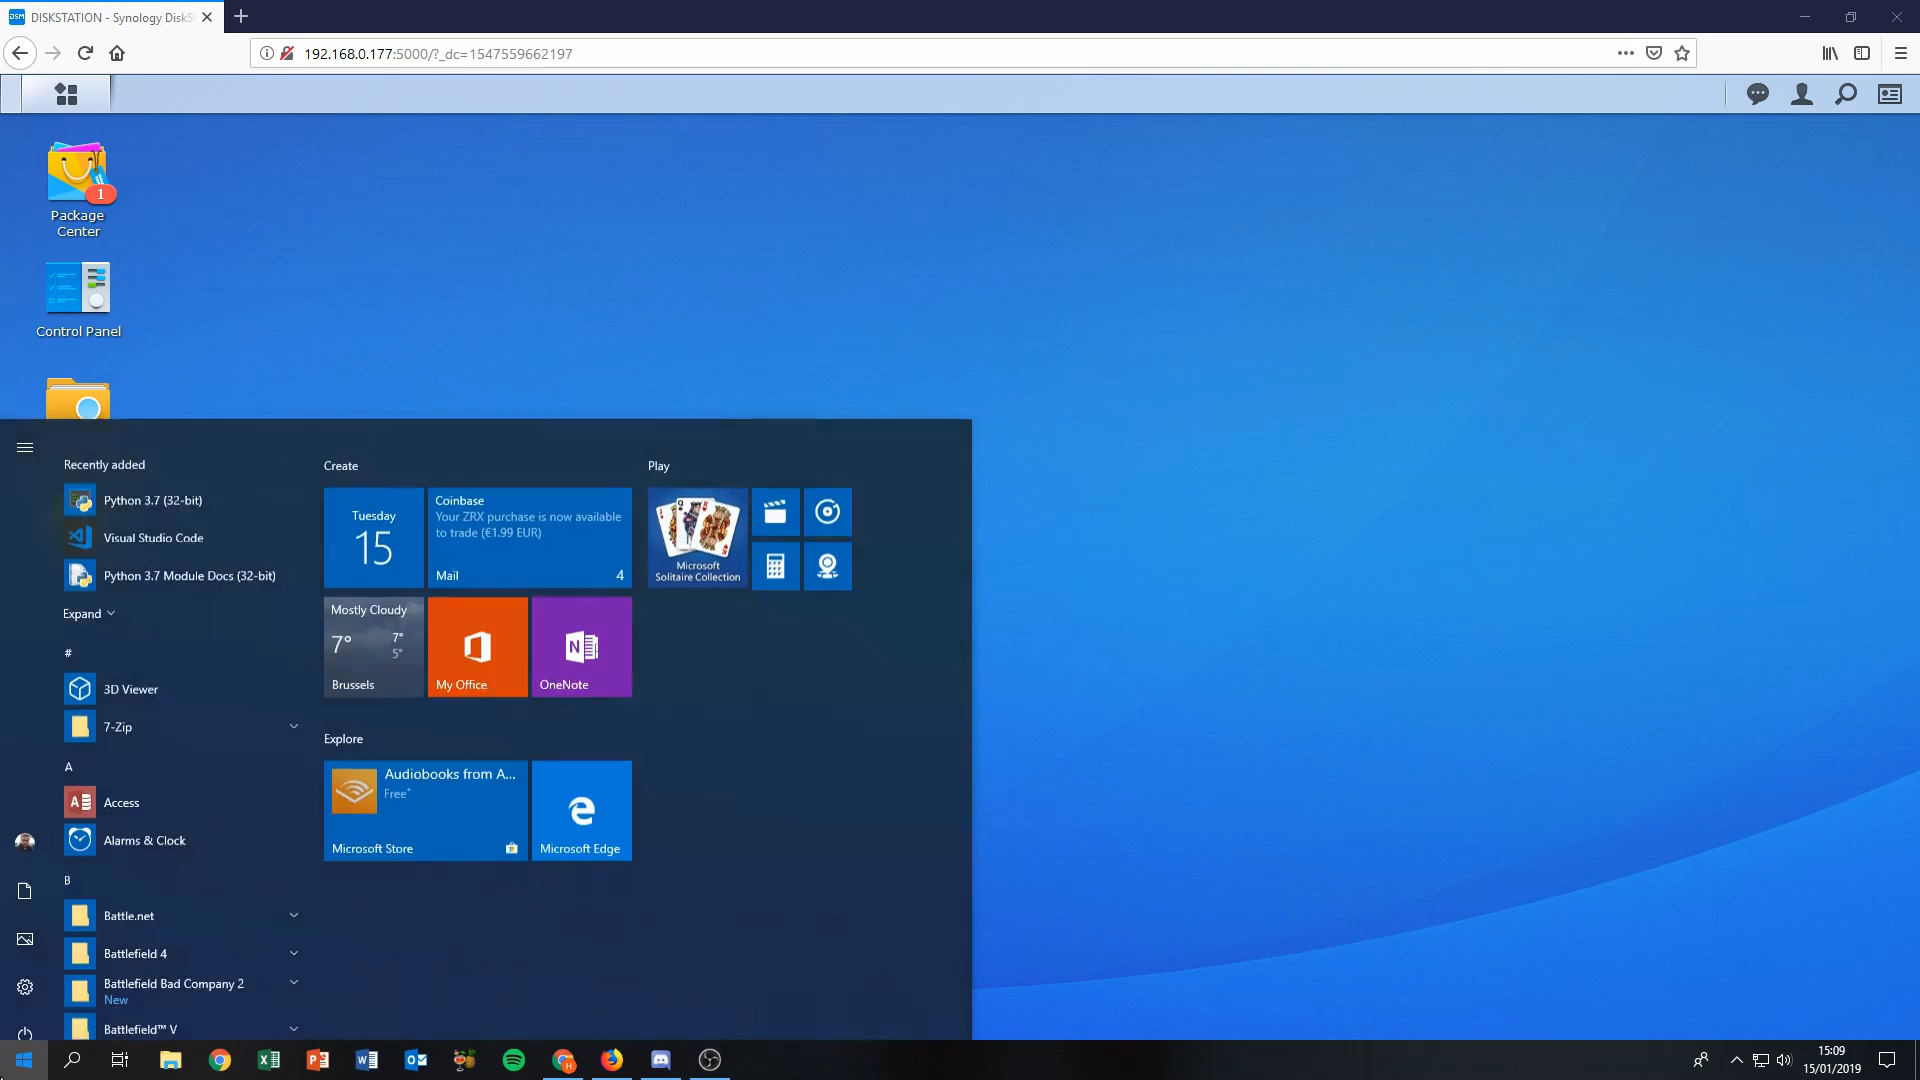 DSM DISKSTATION - Synology DiskS
192.168.0.177:5000/?_dc=1547559662197
1
Package
Center
Control Panel
Recently added
Python 3.7 (32-bit)
Visual Studio Code
Python 3.7 Module Docs (32-bit)
Expand
#
3D Viewer
7-Zip
A
Access
Alarms & Clock
B
Battle.net
Battlefield 4
Battlefield Bad Company 2
New
Battlefield™ V
Create
Tuesday
15
Coinbase
Your ZRX purchase is now available
to trade (€1.99 EUR)
Mail
4
Mostly Cloudy
7°
7°
5°
Brussels
My Office
OneNote
Explore
Audiobooks from A...
Free*
Microsoft Store
Microsoft Edge
Play
Microsoft
Solitaire Collection
15:09
15/01/2019